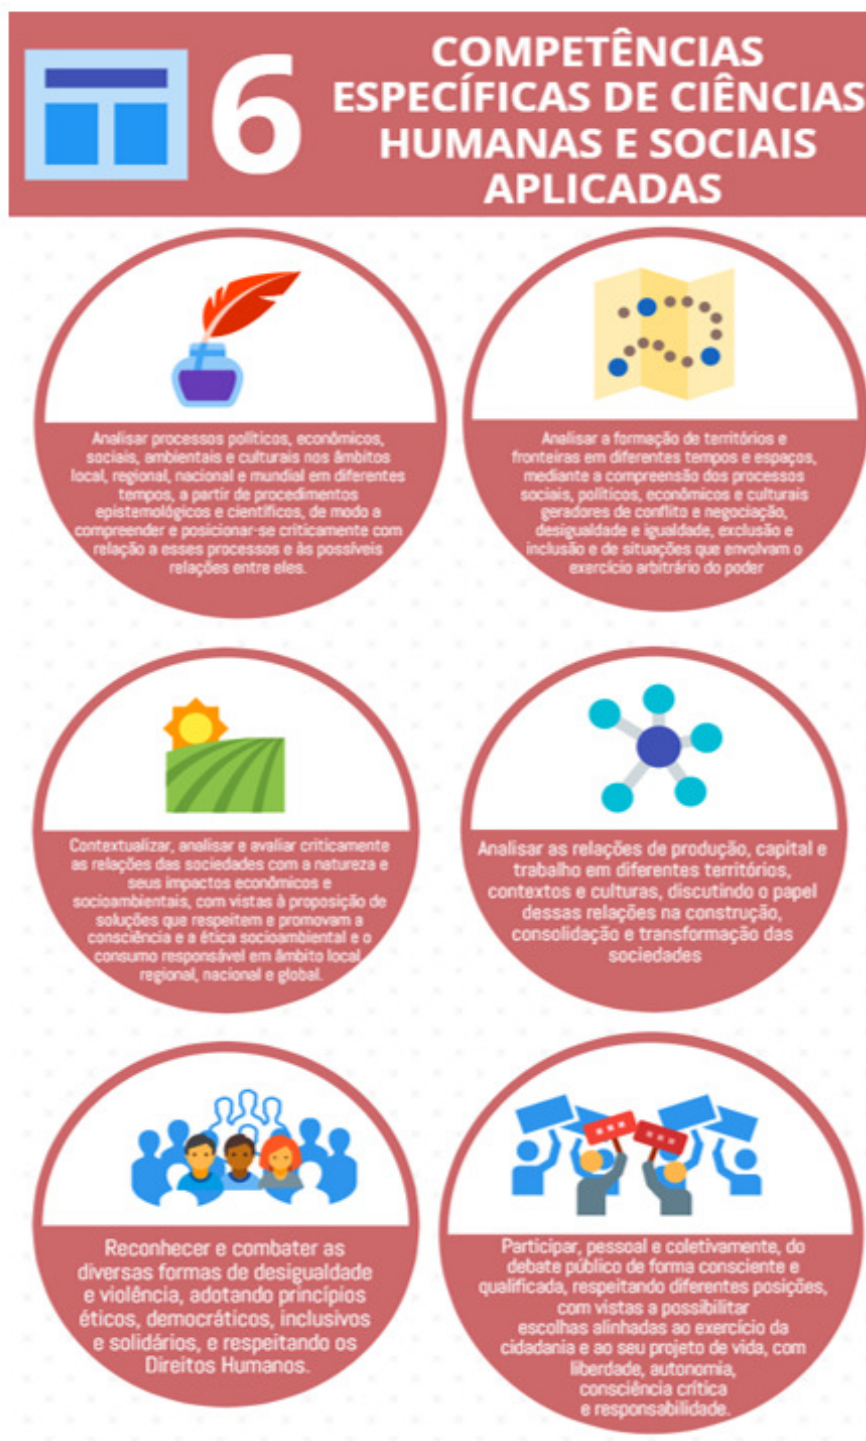 6
COMPETÊNCIAS
ESPECÍFICAS DE CIÊNCIAS
HUMANAS E SOCIAIS
APLICADAS
Analisar processos políticos, econômicos,
sociais, ambientais e culturais nos âmbitos
local, regional, nacional e mundial em diferentes
tempos, a partir de procedimentos
epistemológicos e científicos, de modo a
compreender e posicionar-se criticamente com
relação a esses processos e às possíveis
relações entre eles.
Analisar a formação de territórios e
fronteiras em diferentes tempos e espaços,
mediante a compreensão dos processos
sociais, políticos, econômicos e culturais
geradores de conflito e negociação,
desigualdade e igualdade, exclusão e
inclusão e de situações que envolvam o
exercício arbitrário do poder
Contextualizar, analisar e avaliar criticamente
as relações das sociedades com a natureza e
seus impactos econômicos e
socioambientais, com vistas à proposição de
soluções que respeitem e promovam a
consciência e a ética socioambiental e o
consumo responsável em âmbito local,
regional, nacional e global.
Analisar as relações de produção, capital e
trabalho em diferentes territórios,
contextos e culturas, discutindo o papel
dessas relações na construção,
consolidação e transformação das
sociedades
Reconhecer e combater as
diversas formas de desigualdade
e violência, adotando princípios
éticos, democráticos, inclusivos
e solidários, e respeitando os
Direitos Humanos.
Participar, pessoal e coletivamente, do
debate público de forma consciente e
qualificada, respeitando diferentes posições,
com vistas a possibilitar
escolhas alinhadas ao exercício da
cidadania e ao seu projeto de vida, com
liberdade, autonomia,
consciência crítica
e responsabilidade.